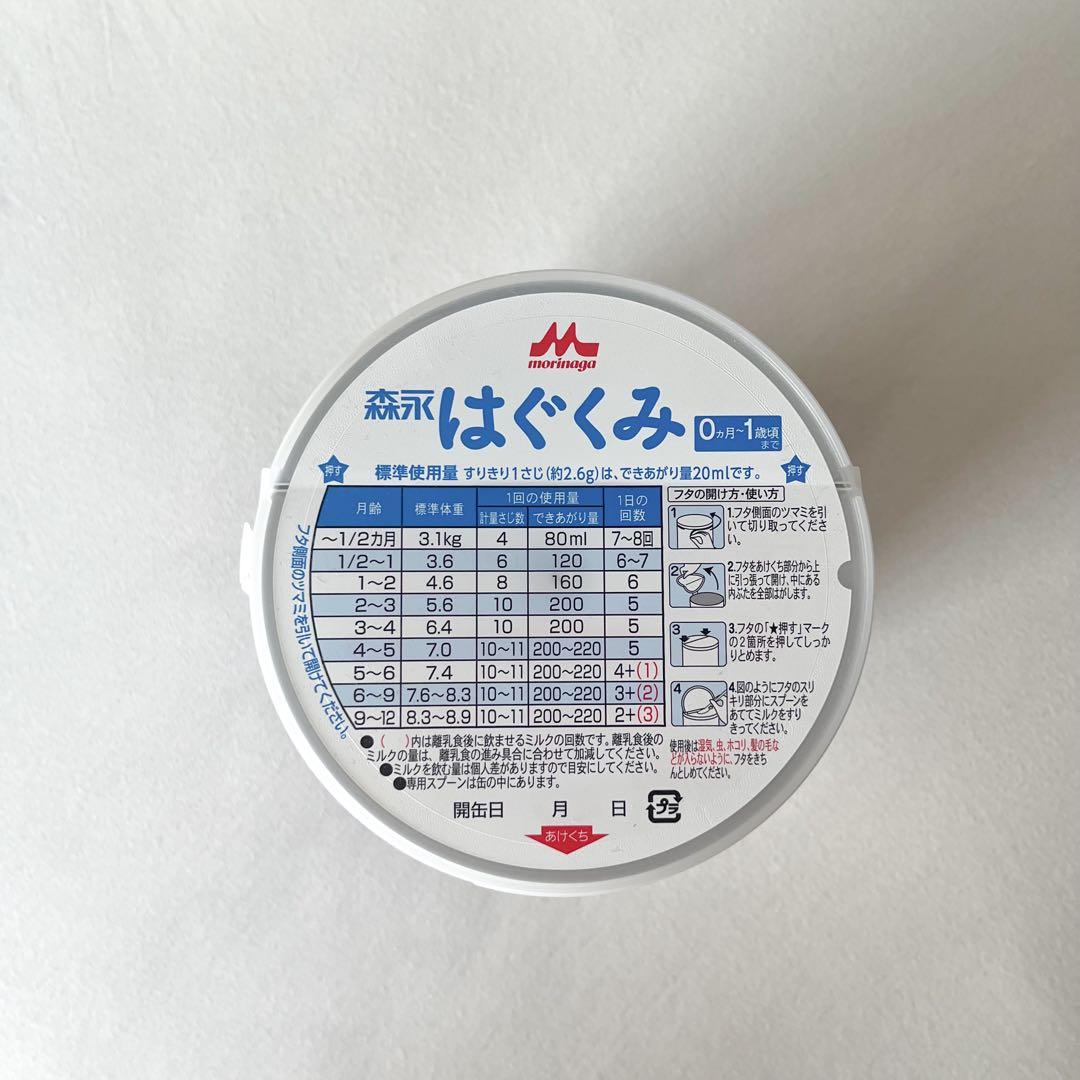 morinaga
森永 はぐくみ 0ヵ月~1歳頃まで
押す 標準使用量 すりきり1さじ(約2.6g)は、できあがり量20mlです。 押す
月齢 標準体重 1回の使用量 1日の回数
計量さじ数 できあがり量
~1/2カ月 3.1kg 4 80ml 7~8回
1/2~1 3.6 6 120 6~7
1~2 4.6 8 160 6
2~3 5.6 10 200 5
3~4 6.4 10 200 5
4~5 7.0 10~11 200~220 5
5~6 7.4 10~11 200~220 4+(1)
6~9 7.6~8.3 10~11 200~220 3+(2)
9~12 8.3~8.9 10~11 200~220 2+(3)
フタ側面のツマミを引いて開けてください。
●( )内は離乳食後に飲ませるミルクの回数です。離乳食後の
ミルクの量は、離乳食の進み具合に合わせて加減してください。
●ミルクを飲む量は個人差がありますので目安にしてください。
●専用スプーンは缶の中にあります。
フタの開け方・使い方
1
1.フタ側面のツマミを引
いて切り取ってくださ
い。
2
2.フタをあけくち部分から上
に引っ張って開け、中にある
内ぶたを全部はがします。
3
3.フタの「★押す」マーク
の2箇所を押してしっか
りとめます。
4
4.図のようにフタのスリ
キリ部分にスプーンを
あててミルクをすり
きってください。
使用後は湿気、虫、ホコリ、髪の毛な
どが入らないように、フタをきち
んとしめてください。
開缶日 月 日 プラ
あけくち